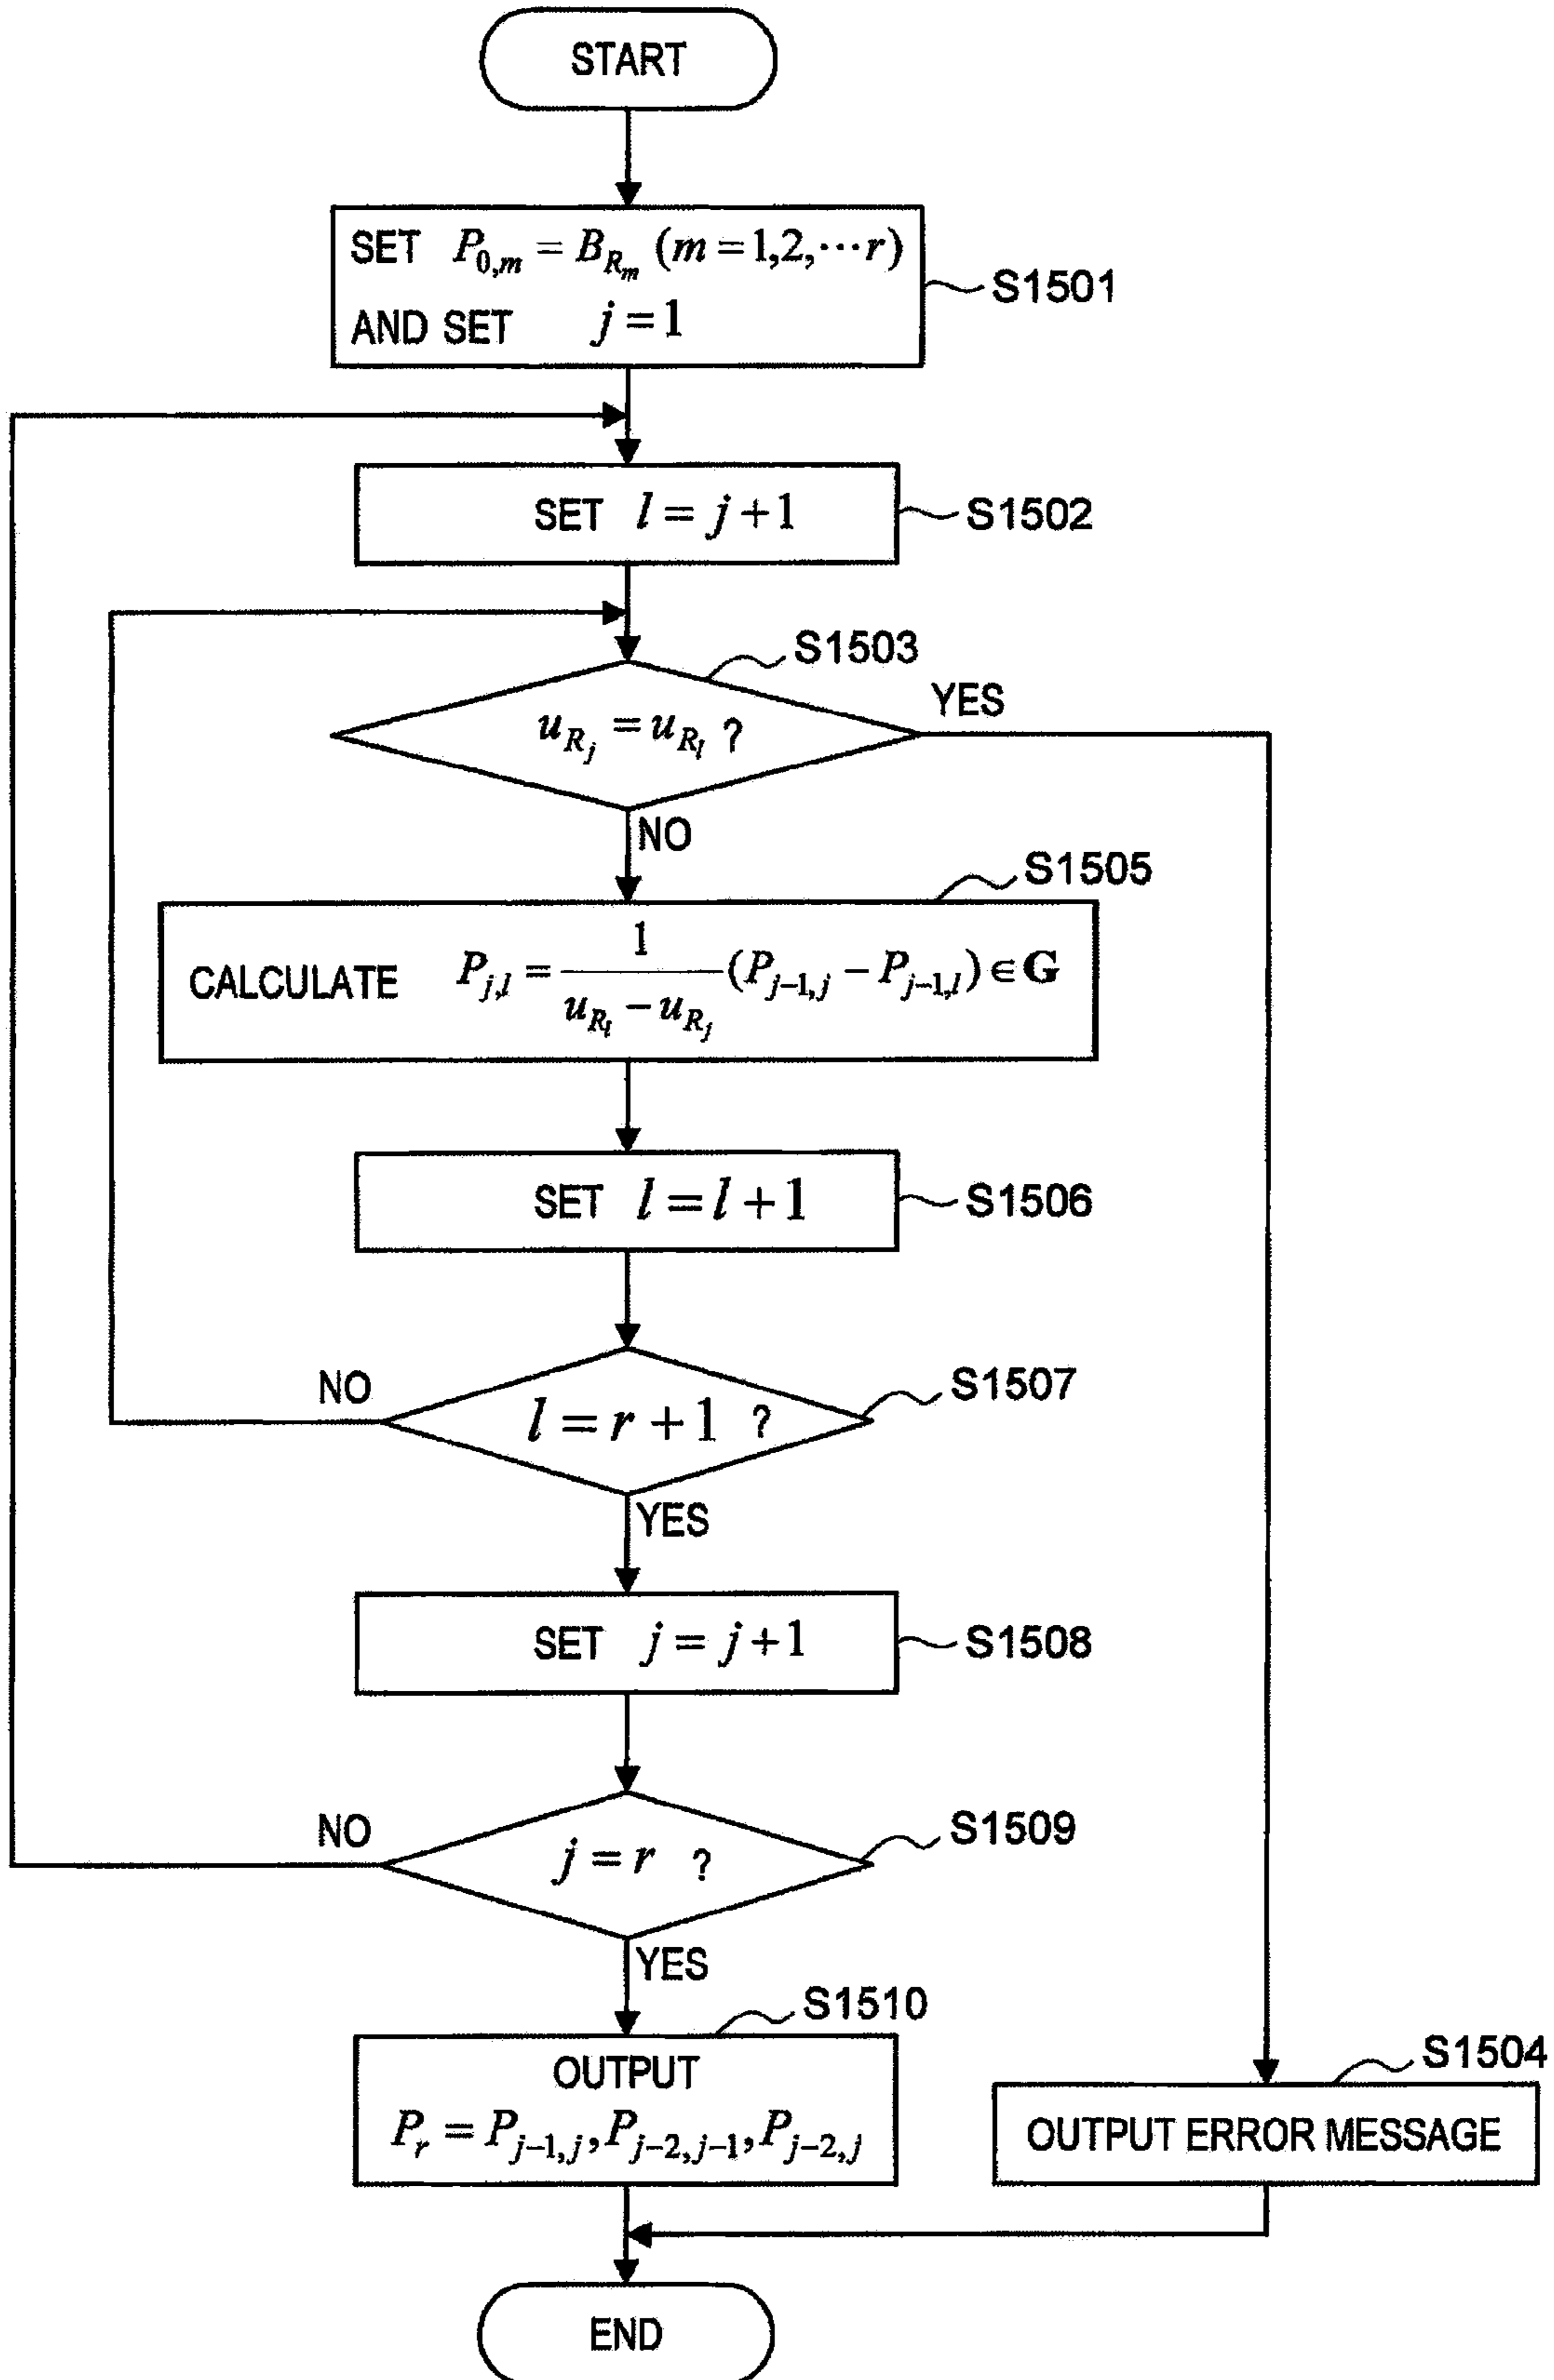 START
SET P_{0,m} = B_{R_m} (m = 1,2,⋯r)
AND SET j = 1
S1501
SET l = j + 1
S1502
S1503
u_{R_j} = u_{R_l} ?
YES
NO
S1505
CALCULATE P_{j,l} = \frac{1}{u_{R_l} − u_{R_j}} (P_{j−1,j} − P_{j−1,l}) ∈ G
SET l = l + 1
S1506
NO
S1507
l = r + 1 ?
YES
SET j = j + 1
S1508
NO
S1509
j = r ?
YES
S1510
OUTPUT
P_r = P_{j−1,j}, P_{j−2,j−1}, P_{j−2,j}
S1504
OUTPUT ERROR MESSAGE
END